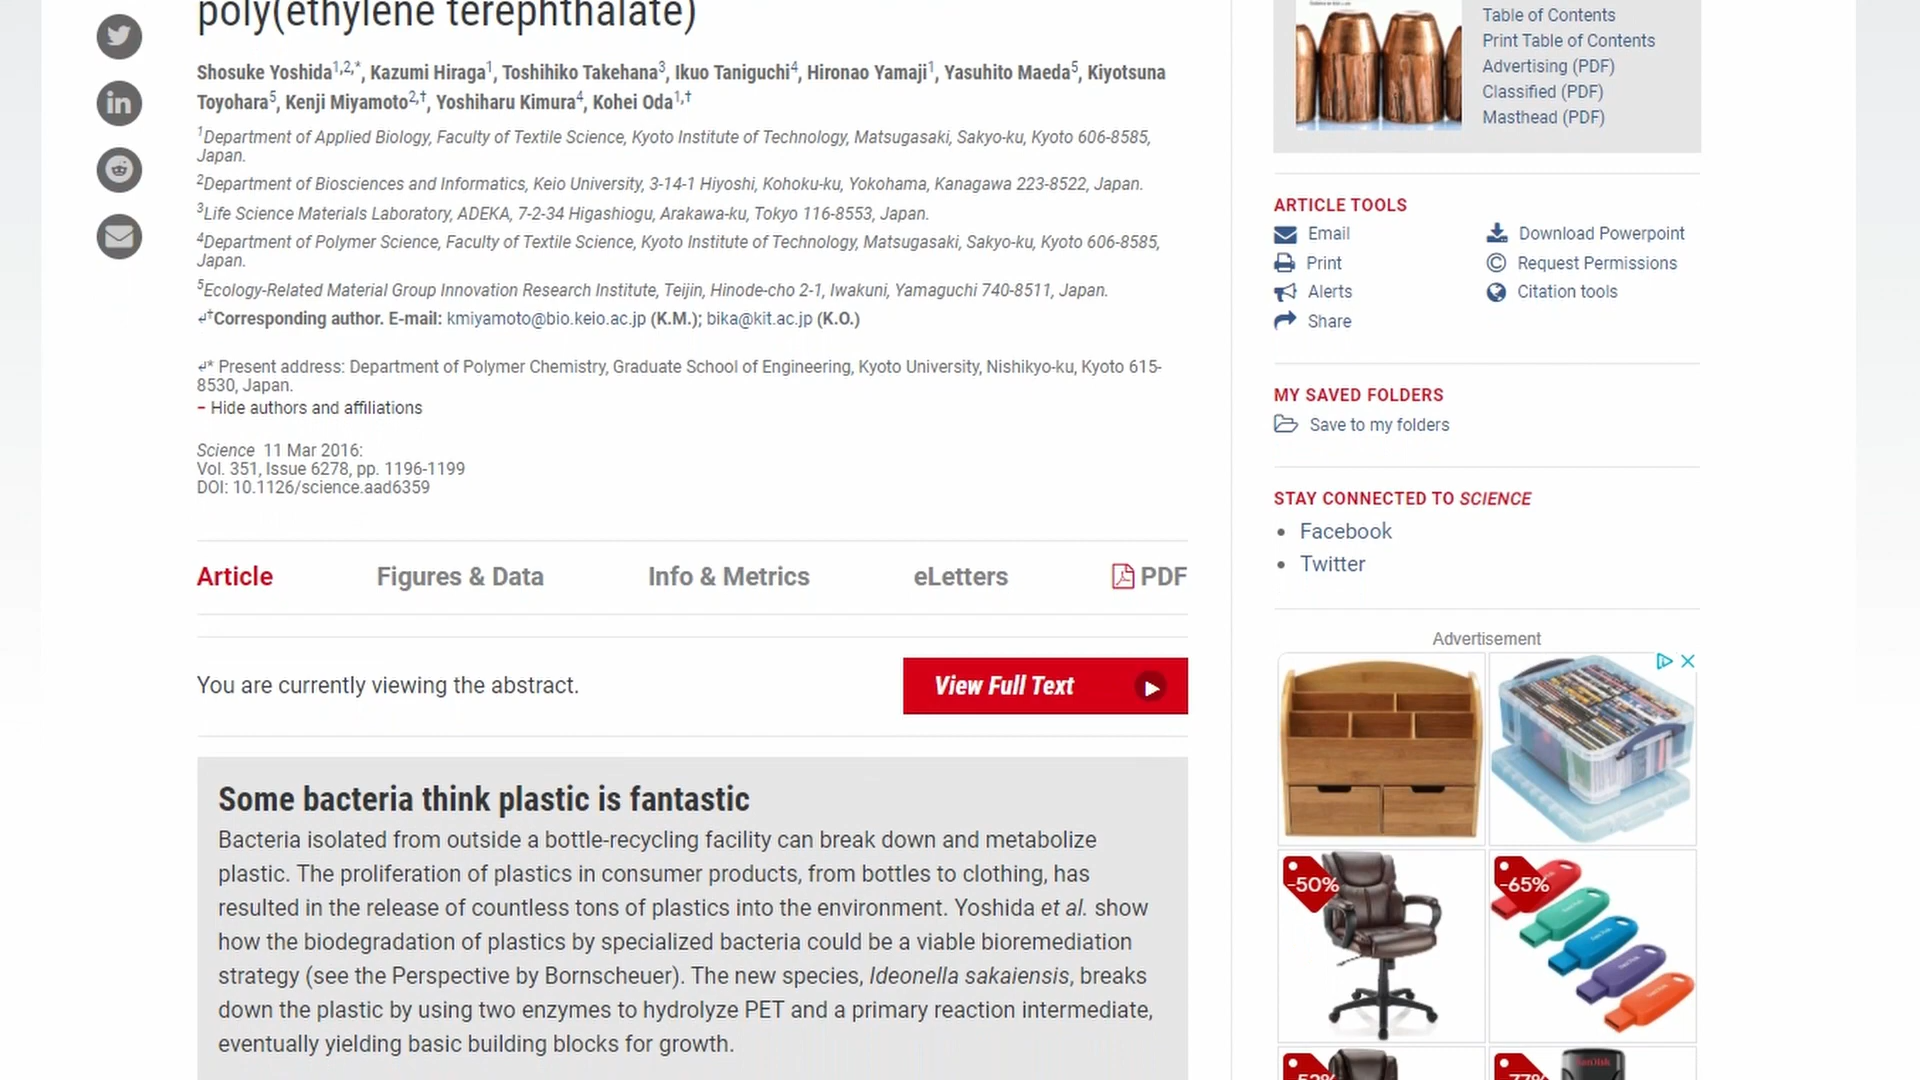 poly(ethylene terephthalate)
Shosuke Yoshida1,2,*, Kazumi Hiraga1, Toshihiko Takehana3, Ikuo Taniguchi4, Hironao Yamaji1, Yasuhito Maeda5, Kiyotsuna
Toyohara5, Kenji Miyamoto2,†, Yoshiharu Kimura4, Kohei Oda1,†
1Department of Applied Biology, Faculty of Textile Science, Kyoto Institute of Technology, Matsugasaki, Sakyo-ku, Kyoto 606-8585,
Japan.
2Department of Biosciences and Informatics, Keio University, 3-14-1 Hiyoshi, Kohoku-ku, Yokohama, Kanagawa 223-8522, Japan.
3Life Science Materials Laboratory, ADEKA, 7-2-34 Higashiogu, Arakawa-ku, Tokyo 116-8553, Japan.
4Department of Polymer Science, Faculty of Textile Science, Kyoto Institute of Technology, Matsugasaki, Sakyo-ku, Kyoto 606-8585,
Japan.
5Ecology-Related Material Group Innovation Research Institute, Teijin, Hinode-cho 2-1, Iwakuni, Yamaguchi 740-8511, Japan.
↵†Corresponding author. E-mail: kmiyamoto@bio.keio.ac.jp (K.M.); bika@kit.ac.jp (K.O.)
↵* Present address: Department of Polymer Chemistry, Graduate School of Engineering, Kyoto University, Nishikyo-ku, Kyoto 615-
8530, Japan.
– Hide authors and affiliations
Science 11 Mar 2016:
Vol. 351, Issue 6278, pp. 1196-1199
DOI: 10.1126/science.aad6359
Article Figures & Data Info & Metrics eLetters PDF
You are currently viewing the abstract.
View Full Text
Some bacteria think plastic is fantastic
Bacteria isolated from outside a bottle-recycling facility can break down and metabolize
plastic. The proliferation of plastics in consumer products, from bottles to clothing, has
resulted in the release of countless tons of plastics into the environment. Yoshida et al. show
how the biodegradation of plastics by specialized bacteria could be a viable bioremediation
strategy (see the Perspective by Bornscheuer). The new species, Ideonella sakaiensis, breaks
down the plastic by using two enzymes to hydrolyze PET and a primary reaction intermediate,
eventually yielding basic building blocks for growth.
Table of Contents
Print Table of Contents
Advertising (PDF)
Classified (PDF)
Masthead (PDF)
ARTICLE TOOLS
Email
Download Powerpoint
Print
Request Permissions
Alerts
Citation tools
Share
MY SAVED FOLDERS
Save to my folders
STAY CONNECTED TO SCIENCE
Facebook
Twitter
Advertisement
-50%
-65%
-52%
-77%
SanDisk